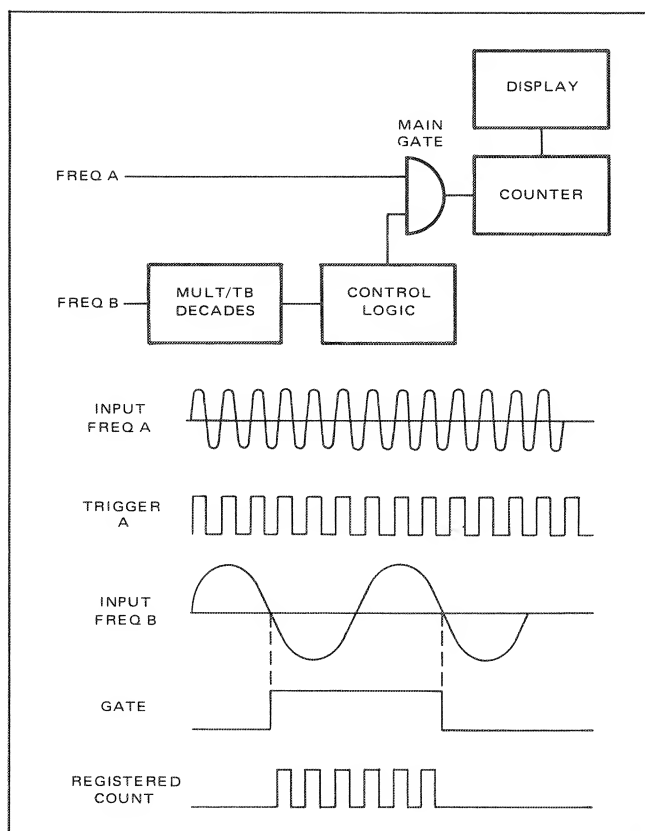 DISPLAY
MAIN
GATE
FREQ A
COUNTER
FREQ B
MULT/TB
DECADES
CONTROL
LOGIC
INPUT
FREQ A
TRIGGER
A
INPUT
FREQ B
GATE
REGISTERED
COUNT